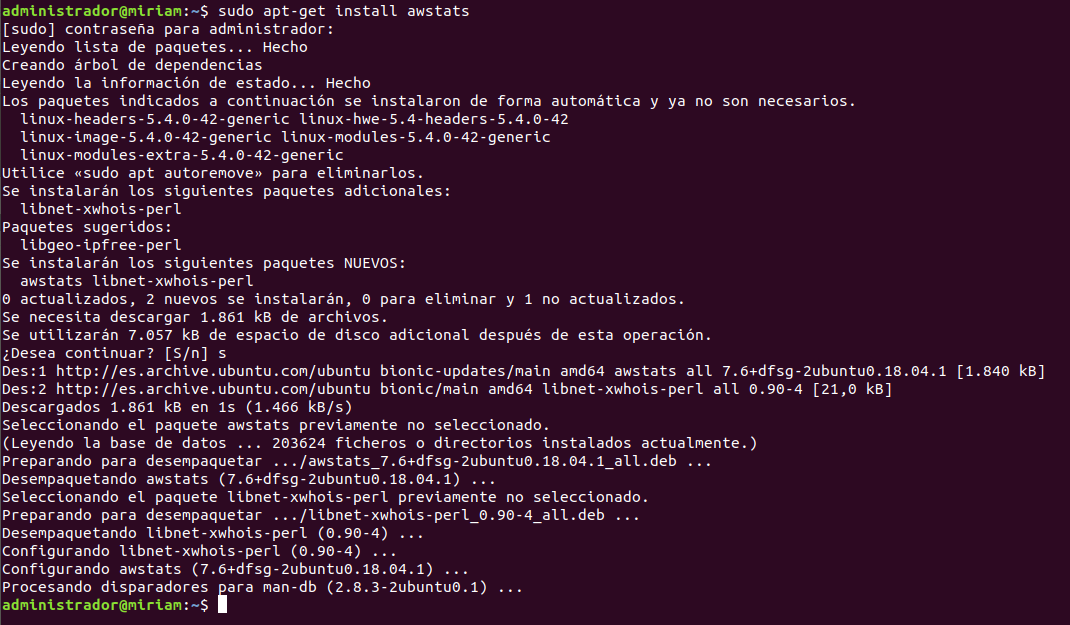 administrador@miriam:~$ sudo apt-get install awstats
[sudo] contraseña para administrador:
Leyendo lista de paquetes... Hecho
Creando árbol de dependencias
Leyendo la información de estado... Hecho
Los paquetes indicados a continuación se instalaron de forma automática y ya no son necesarios.
  linux-headers-5.4.0-42-generic linux-hwe-5.4-headers-5.4.0-42
  linux-image-5.4.0-42-generic linux-modules-5.4.0-42-generic
  linux-modules-extra-5.4.0-42-generic
Utilice «sudo apt autoremove» para eliminarlos.
Se instalarán los siguientes paquetes adicionales:
  libnet-xwhois-perl
Paquetes sugeridos:
  libgeo-ipfree-perl
Se instalarán los siguientes paquetes NUEVOS:
  awstats libnet-xwhois-perl
0 actualizados, 2 nuevos se instalarán, 0 para eliminar y 1 no actualizados.
Se necesita descargar 1.861 kB de archivos.
Se utilizarán 7.057 kB de espacio de disco adicional después de esta operación.
¿Desea continuar? [S/n] s
Des:1 http://es.archive.ubuntu.com/ubuntu bionic-updates/main amd64 awstats all 7.6+dfsg-2ubuntu0.18.04.1 [1.840 kB]
Des:2 http://es.archive.ubuntu.com/ubuntu bionic/main amd64 libnet-xwhois-perl all 0.90-4 [21,0 kB]
Descargados 1.861 kB en 1s (1.466 kB/s)
Seleccionando el paquete awstats previamente no seleccionado.
(Leyendo la base de datos ... 203624 ficheros o directorios instalados actualmente.)
Preparando para desempaquetar .../awstats_7.6+dfsg-2ubuntu0.18.04.1_all.deb ...
Desempaquetando awstats (7.6+dfsg-2ubuntu0.18.04.1) ...
Seleccionando el paquete libnet-xwhois-perl previamente no seleccionado.
Preparando para desempaquetar .../libnet-xwhois-perl_0.90-4_all.deb ...
Desempaquetando libnet-xwhois-perl (0.90-4) ...
Configurando libnet-xwhois-perl (0.90-4) ...
Configurando awstats (7.6+dfsg-2ubuntu0.18.04.1) ...
Procesando disparadores para man-db (2.8.3-2ubuntu0.1) ...
administrador@miriam:~$